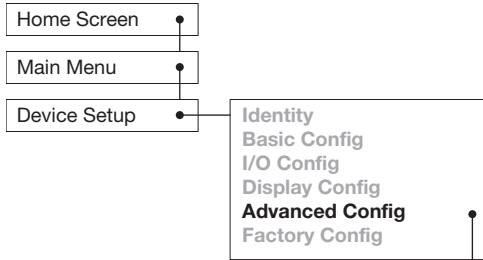 Home Screen
Main Menu
Device Setup
Identity
Basic Config
I/O Config
Display Config
Advanced Config
Factory Config